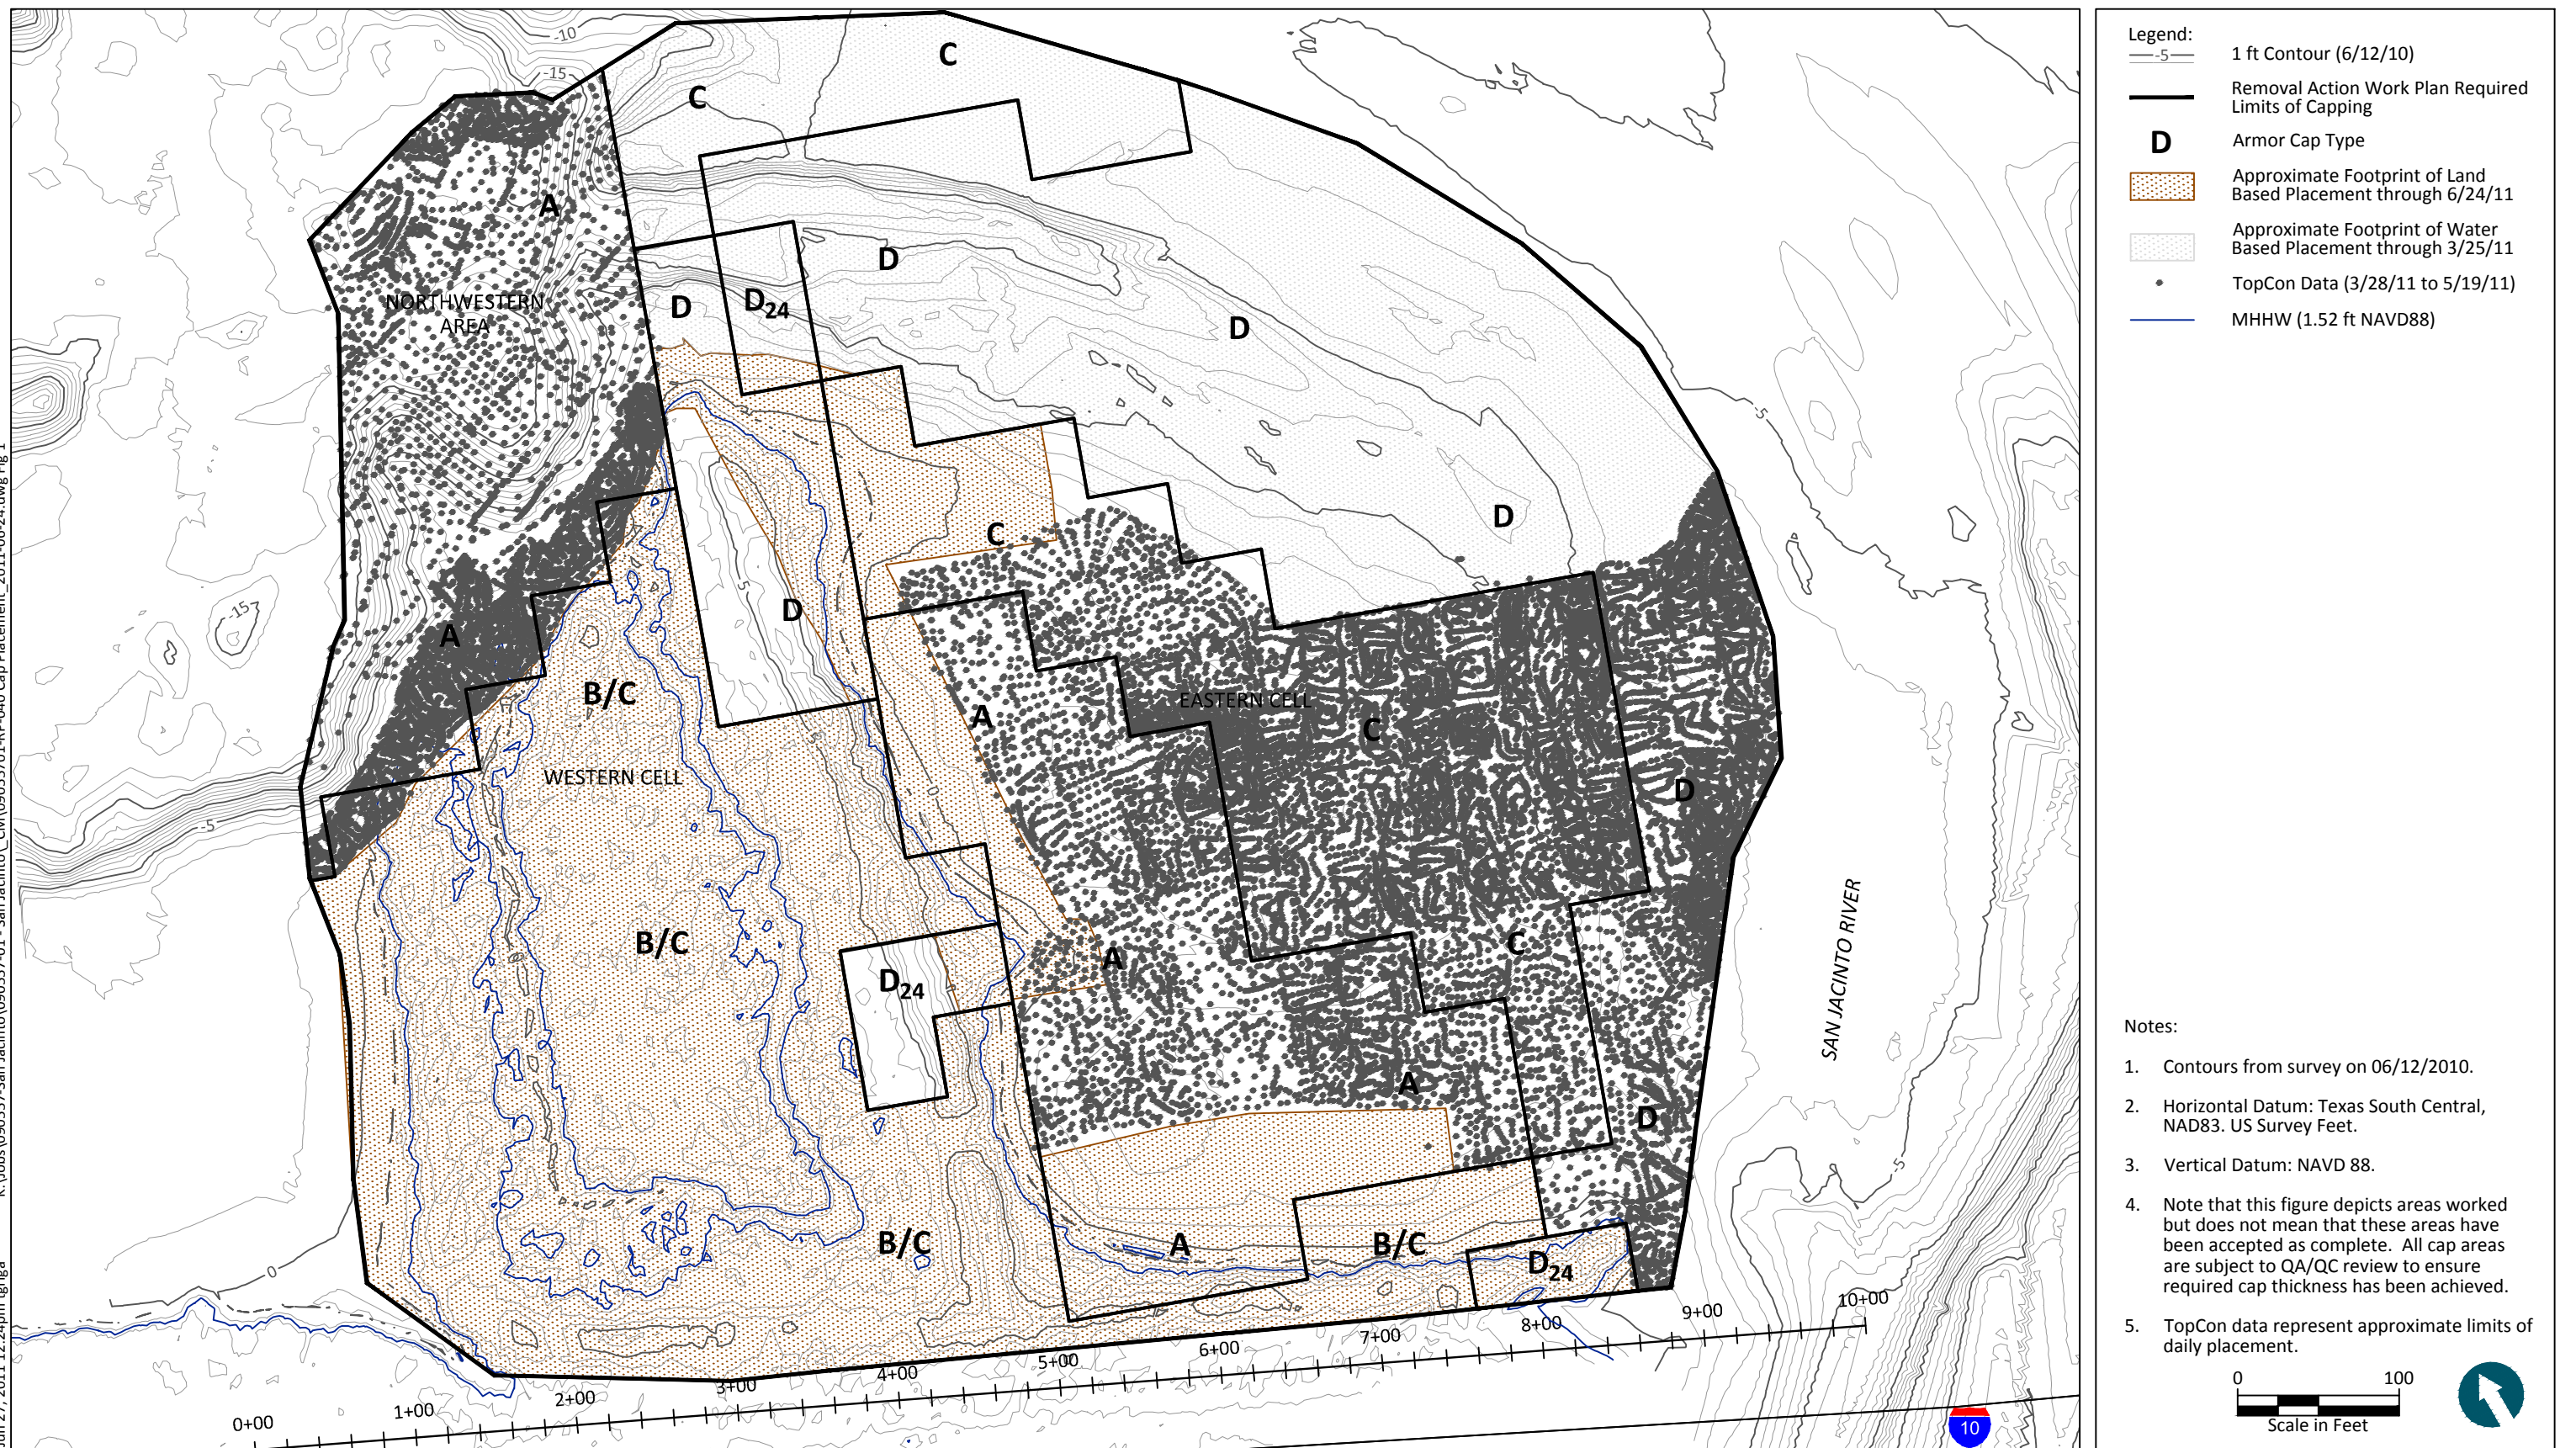 -10
-15
C
C
A
NORTHWESTERN
AREA
D
D
D24
D
-5
D
C
D
-15
A
B/C
A
EASTERN CELL
C
WESTERN CELL
D
-5
-5
0
B/C
D24
A
C
SAN JACINTO RIVER
A
D
-5
B/C
A
B/C
D24
0
0+00
1+00
2+00
3+00
4+00
5+00
6+00
7+00
8+00
9+00
10+00
10
Legend:
-5
1 ft Contour (6/12/10)
Removal Action Work Plan Required
Limits of Capping
D
Armor Cap Type
Approximate Footprint of Land
Based Placement through 6/24/11
Approximate Footprint of Water
Based Placement through 3/25/11
TopCon Data (3/28/11 to 5/19/11)
MHHW (1.52 ft NAVD88)
Notes:
1. Contours from survey on 06/12/2010.
2. Horizontal Datum: Texas South Central,
NAD83. US Survey Feet.
3. Vertical Datum: NAVD 88.
4. Note that this figure depicts areas worked
but does not mean that these areas have
been accepted as complete. All cap areas
are subject to QA/QC review to ensure
required cap thickness has been achieved.
5. TopCon data represent approximate limits of
daily placement.
0 100
Scale in Feet